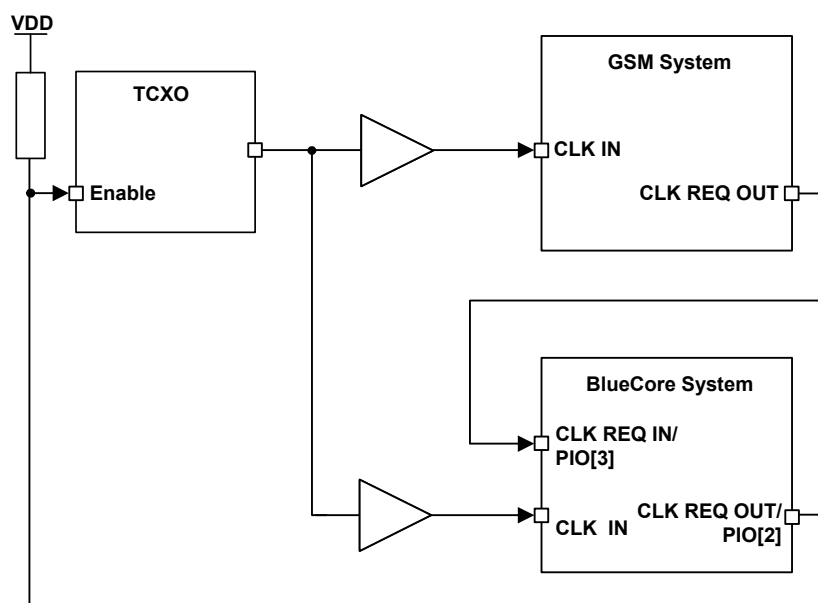 VDD
TCXO
Enable
GSM System
CLK IN
CLK REQ OUT
BlueCore System
CLK REQ IN/
PIO[3]
CLK REQ OUT/
PIO[2]
CLK IN